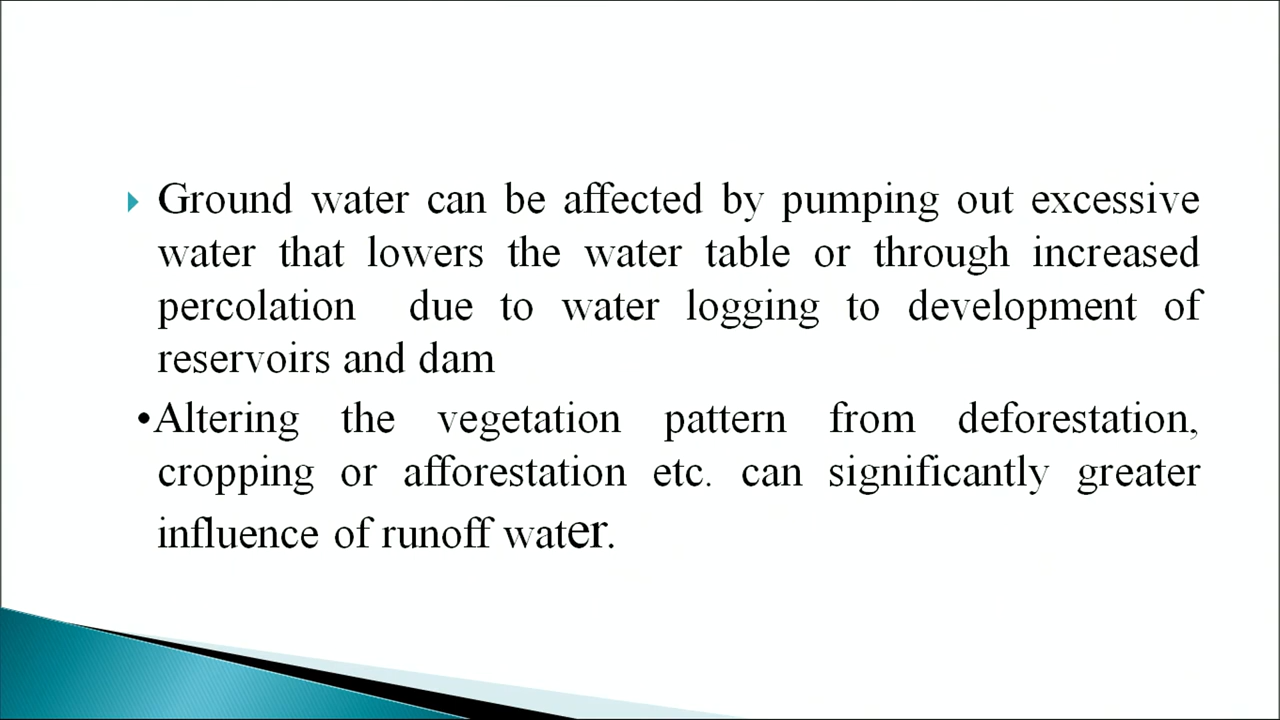 Ground water can be affected by pumping out excessive
water that lowers the water table or through increased
percolation due to water logging to development of
reservoirs and dam
•Altering the vegetation pattern from deforestation,
cropping or afforestation etc. can significantly greater
influence of runoff water.